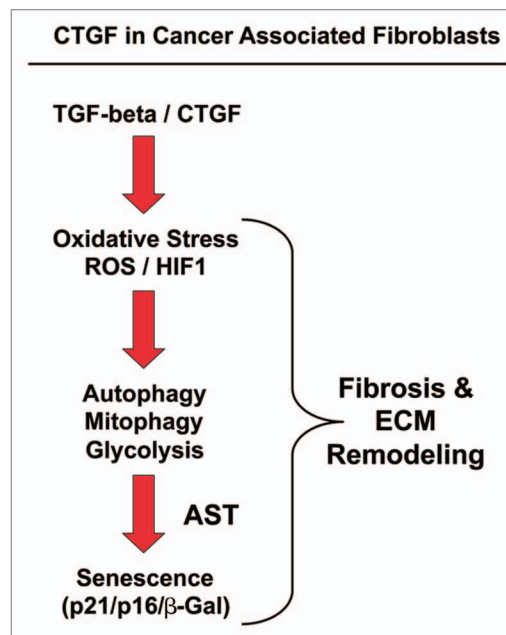 CTGF in Cancer Associated Fibroblasts
TGF-beta / CTGF
Oxidative Stress
ROS / HIF1
Autophagy
Mitophagy
Glycolysis
AST
Senescence
(p21/p16/β-Gal)
Fibrosis &
ECM
Remodeling